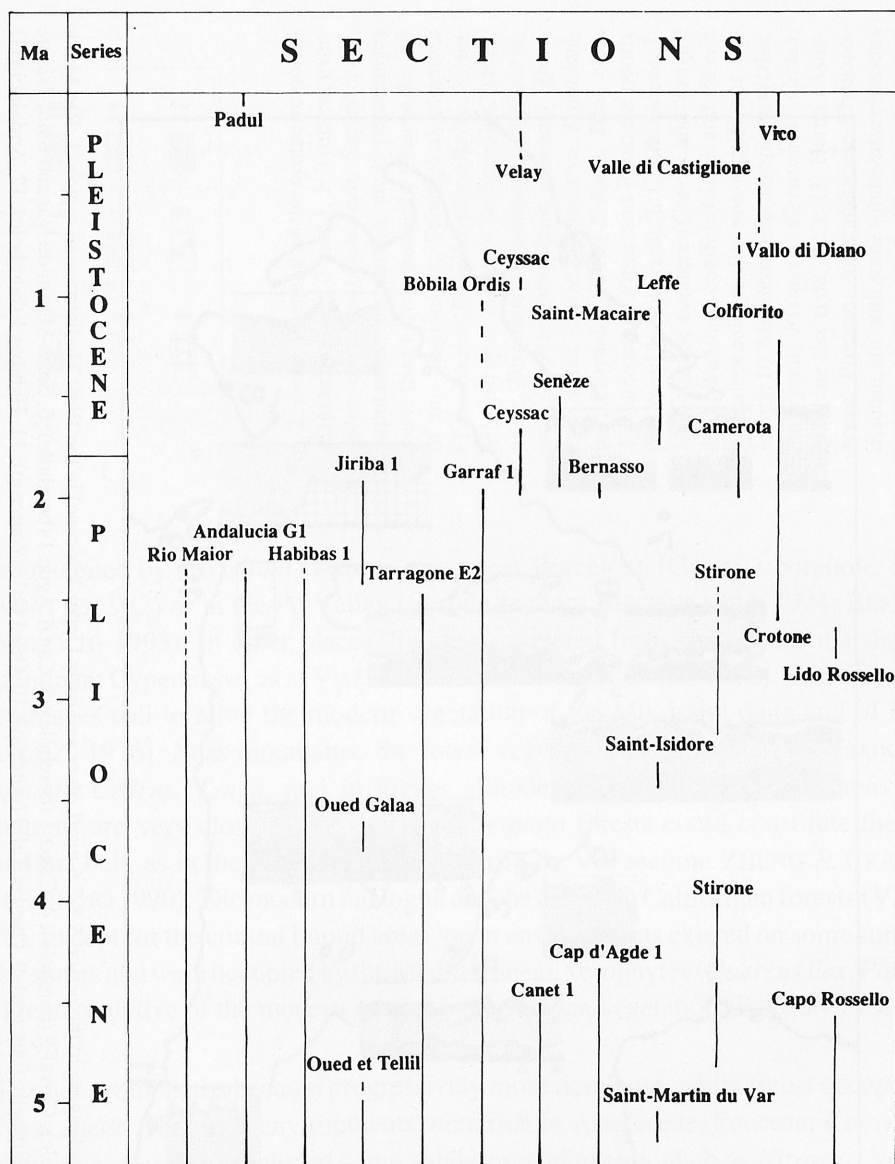 Ma Series SECTIONS
Padul
Vico
Velay
Valle di Castiglione
Vallo di Diano
Ceyssac
Bòbila Ordis
Leffe
1
Saint-Macaire
Colfiorito
PLEISTOCENE
Senèze
Ceyssac
Camerota
Jiriba 1
Garraf 1
Bernasso
2
Andalucia G1
Rio Maior
Habibas 1
Tarragone E2
Stirone
Crotone
Lido Rossello
3
Saint-Isidore
Oued Galaa
Stirone
4
Cap d'Agde 1
Canet 1
Capo Rossello
Oued et Tellil
Saint-Martin du Var
5
PLIOCENE